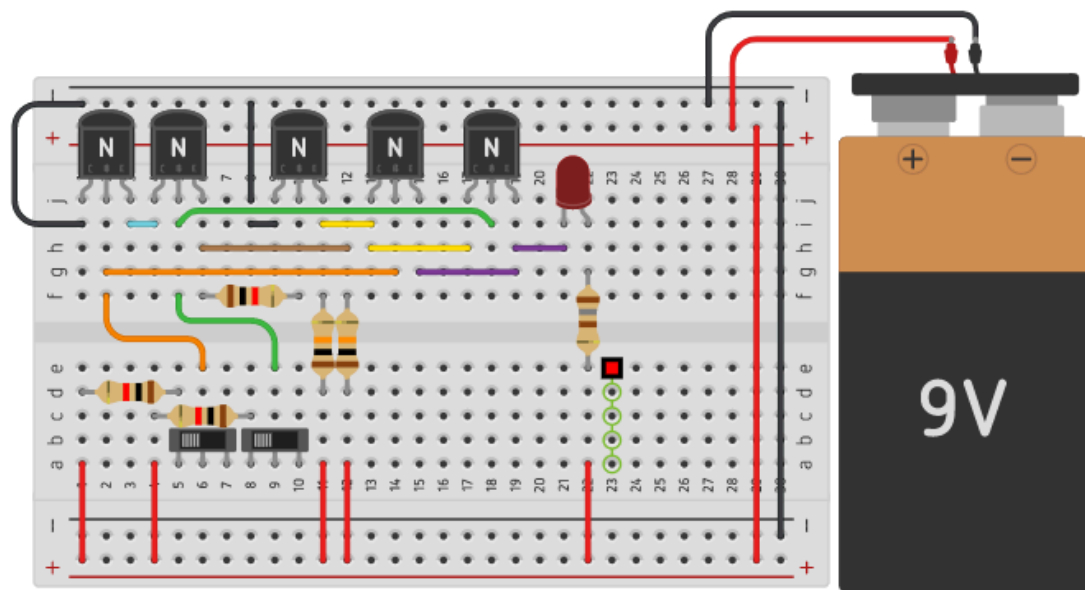 − −
+ +
N N N N N
C B E C B E C B E C B E C B E
7 12 16 20 23 24 25 26 27 28
j j
i i
h h
g g
f f
e e
d d
c c
b b
a a
2 3 5 6 7 8 9 10 13 14 15 16 17 18 19 20 21 23 24 25 26 27 28
− −
+ +
+ −
9V